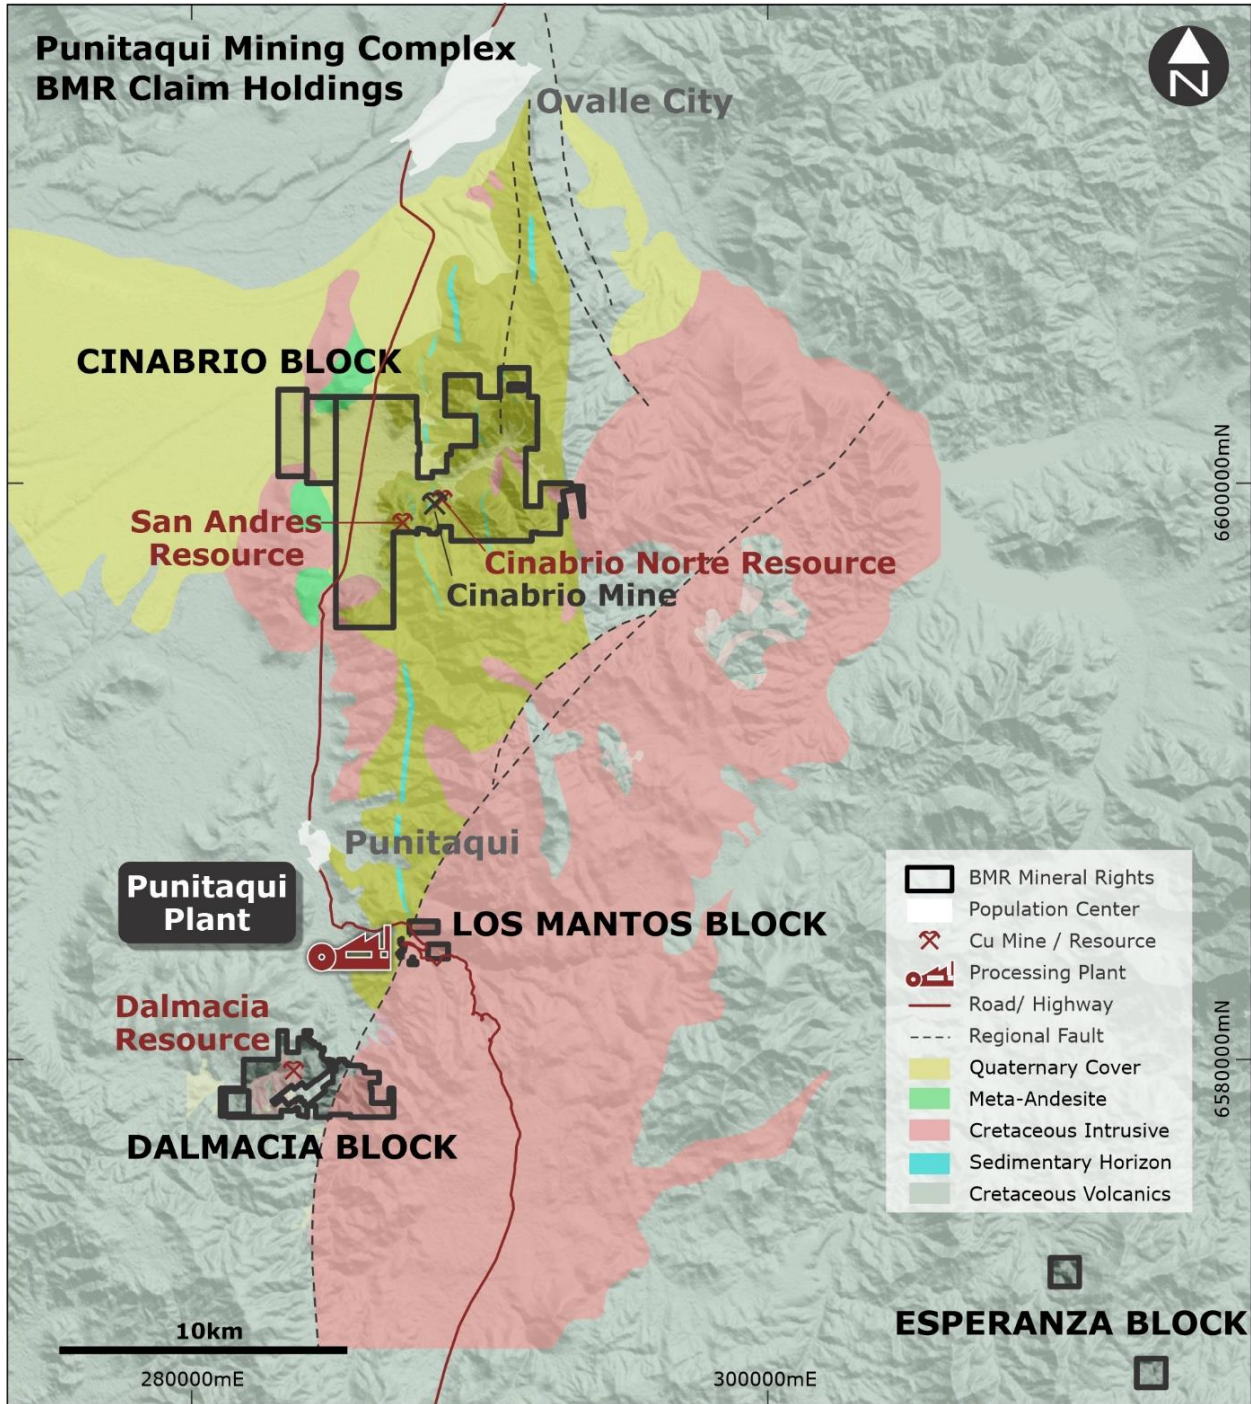 Punitaqui Mining Complex
BMR Claim Holdings
N
Ovalle City
CINABRIO BLOCK
6600000mN
San Andres
Resource
Cinabrio Norte Resource
Cinabrio Mine
Punitaqui
Punitaqui
Plant
LOS MANTOS BLOCK
Dalmacia
Resource
DALMACIA BLOCK
BMR Mineral Rights
Population Center
Cu Mine / Resource
Processing Plant
Road/ Highway
Regional Fault
Quaternary Cover
Meta-Andesite
Cretaceous Intrusive
Sedimentary Horizon
Cretaceous Volcanics
6580000mN
ESPERANZA BLOCK
10km
280000mE
300000mE